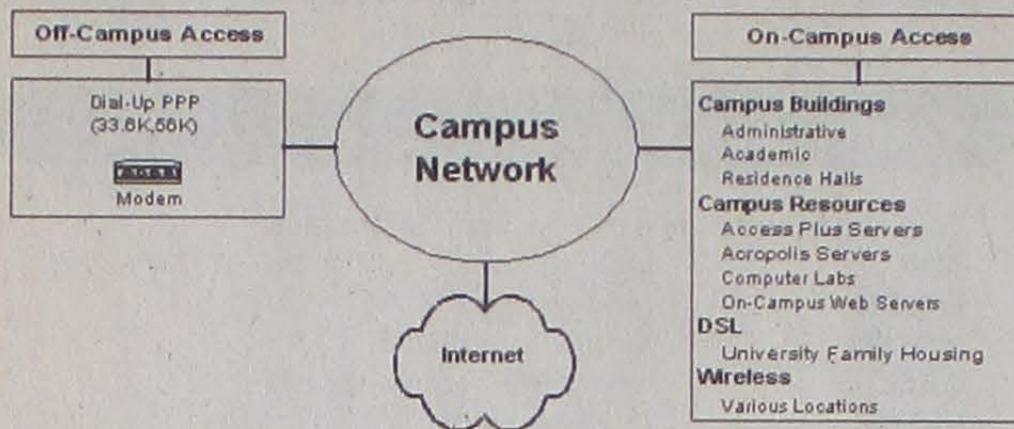 Off-Campus Access
Dial-Up PPP
(33.6K,56K)
Modem
Campus
Network
Internet
On-Campus Access
Campus Buildings
Administrative
Academic
Residence Halls
Campus Resources
Access Plus Servers
Acropolis Servers
Computer Labs
On-Campus Web Servers
DSL
University Family Housing
Wireless
Various Locations